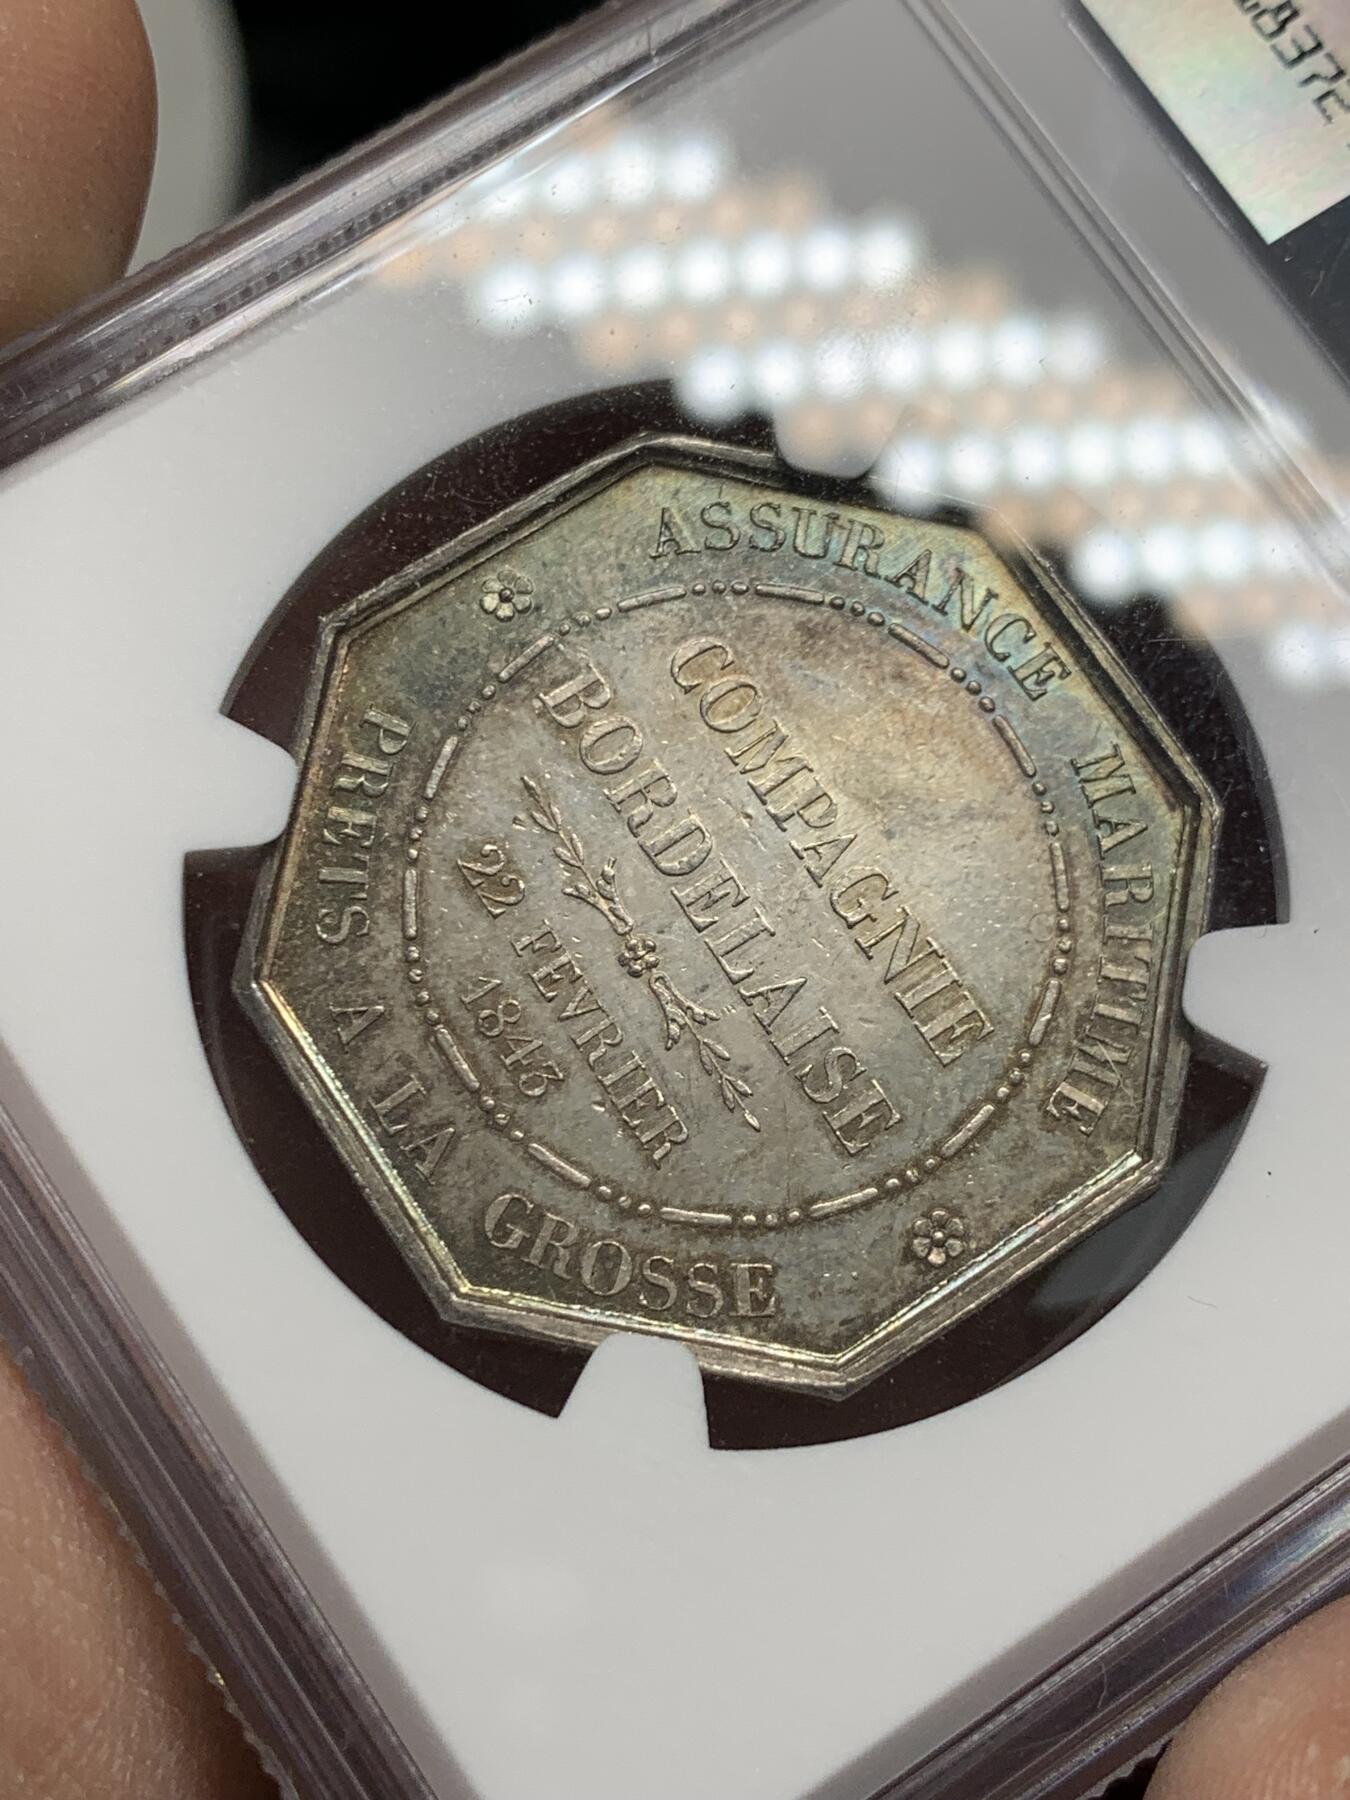 ASSURANCE MARITIME
COMPAGNIE
BORDELAISE
22 FEVRIER
1843
PRETS A LA GROSSE